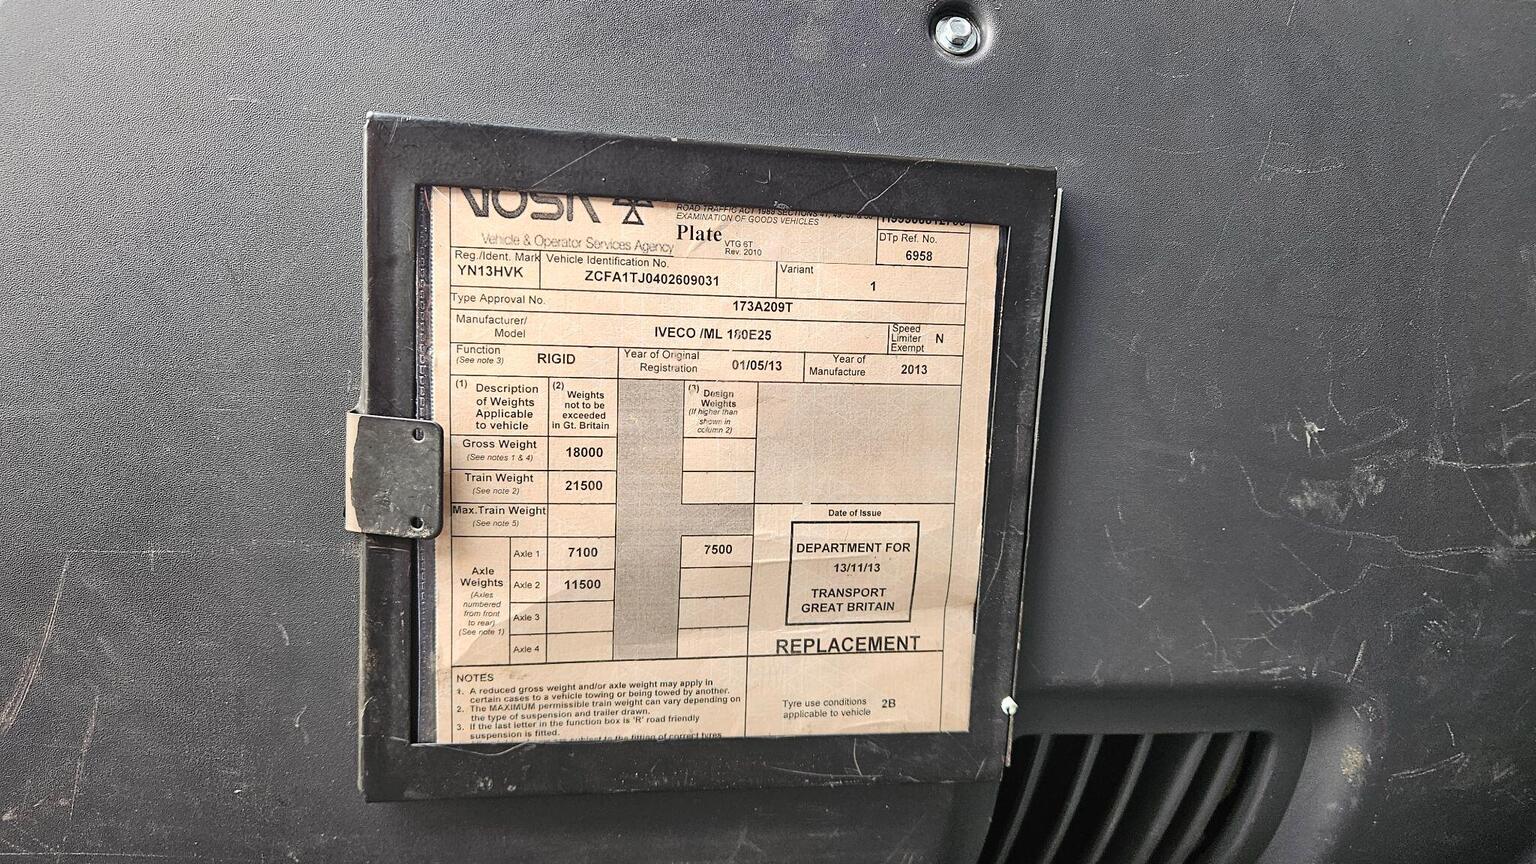 VOSA
ROAD TRAFFIC ACT 1988 SECTIONS 41, 49,
EXAMINATION OF GOODS VEHICLES
Vehicle & Operator Services Agency
Plate
VTG 6T
Rev. 2010
DTp Ref. No.
6958
Reg./Ident. Mark
YN13HVK
Vehicle Identification No.
ZCFA1TJ0402609031
Variant
1
Type Approval No.
173A209T
Manufacturer/
Model
IVECO /ML 180E25
Speed
Limiter
Exempt
N
Function
(See note 3)
RIGID
Year of Original
Registration
01/05/13
Year of
Manufacture
2013
(1) Description
of Weights
Applicable
to vehicle
(2) Weights
not to be
exceeded
in Gt. Britain
(3) Design
Weights
(If higher than
shown in
column 2)
Gross Weight
(See notes 1 & 4)
18000
Train Weight
(See note 2)
21500
Max.Train Weight
(See note 5)
Axle
Weights
(Axles
numbered
from front
to rear)
(See note 1)
Axle 1
7100
7500
Axle 2
11500
Axle 3
Axle 4
Date of Issue
DEPARTMENT FOR
13/11/13
TRANSPORT
GREAT BRITAIN
REPLACEMENT
NOTES
1. A reduced gross weight and/or axle weight may apply in
certain cases to a vehicle towing or being towed by another.
2. The MAXIMUM permissible train weight can vary depending on
the type of suspension and trailer drawn.
3. If the last letter in the function box is 'R' road friendly
suspension is fitted.
subject to the fitting of correct tyres
Tyre use conditions
applicable to vehicle
2B